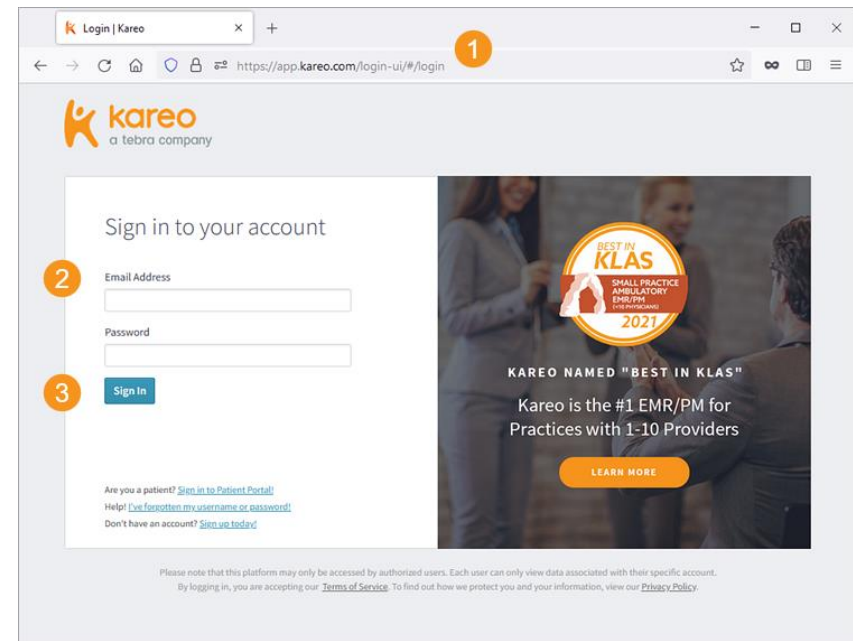 Login | Kareo
1
https://app.kareo.com/login-ui/#/login
kareo
a tebra company
Sign in to your account
2
Email Address
Password
3
Sign In
Are you a patient? Sign in to Patient Portal!
Help! I've forgotten my username or password!
Don't have an account? Sign up today!
BEST IN
KLAS
SMALL PRACTICE
AMBULATORY
EMR/PM
(<10 PHYSICIANS)
2021
KAREO NAMED "BEST IN KLAS"
Kareo is the #1 EMR/PM for
Practices with 1-10 Providers
LEARN MORE
Please note that this platform may only be accessed by authorized users. Each user can only view data associated with their specific account.
By logging in, you are accepting our Terms of Service. To find out how we protect you and your information, view our Privacy Policy.